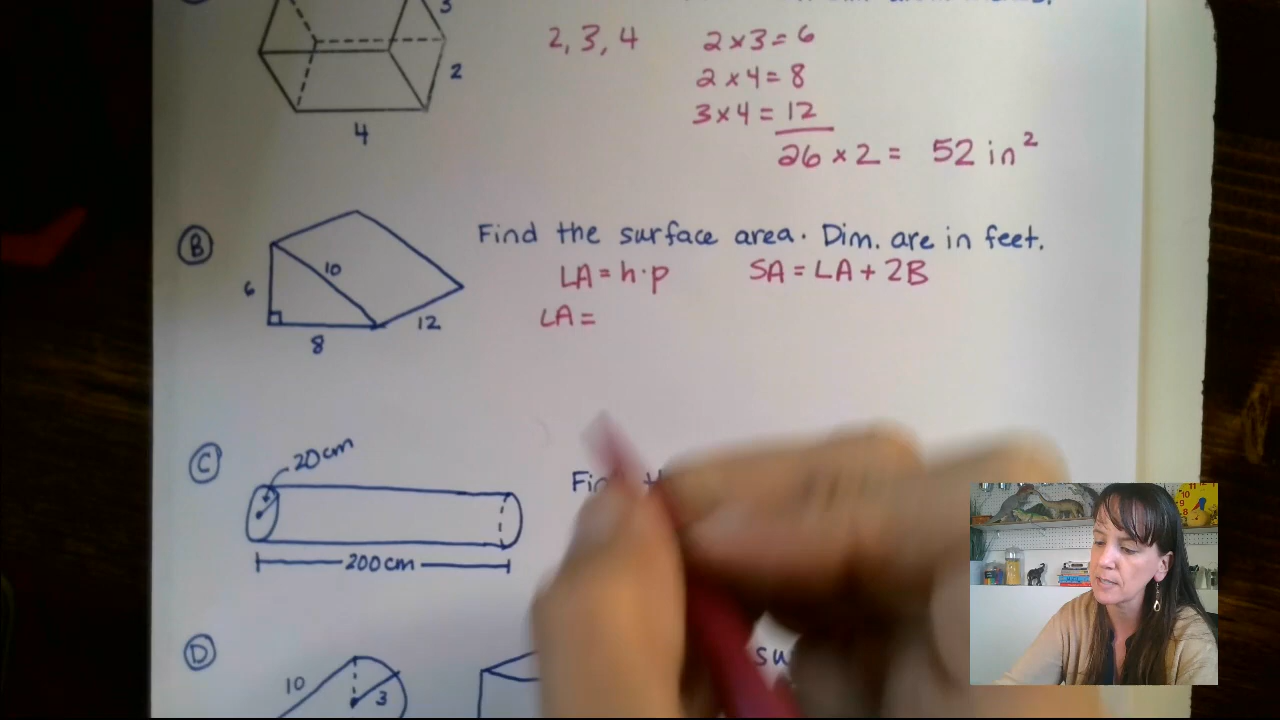 3
2
4
2, 3, 4
2 x 3 = 6
2 x 4 = 8
3 x 4 = 12
26 x 2 = 52 in²
B
6
10
8
12
Find the surface area. Dim. are in feet.
LA = h·p
SA = LA + 2B
LA =
C
20cm
200cm
D
10
3